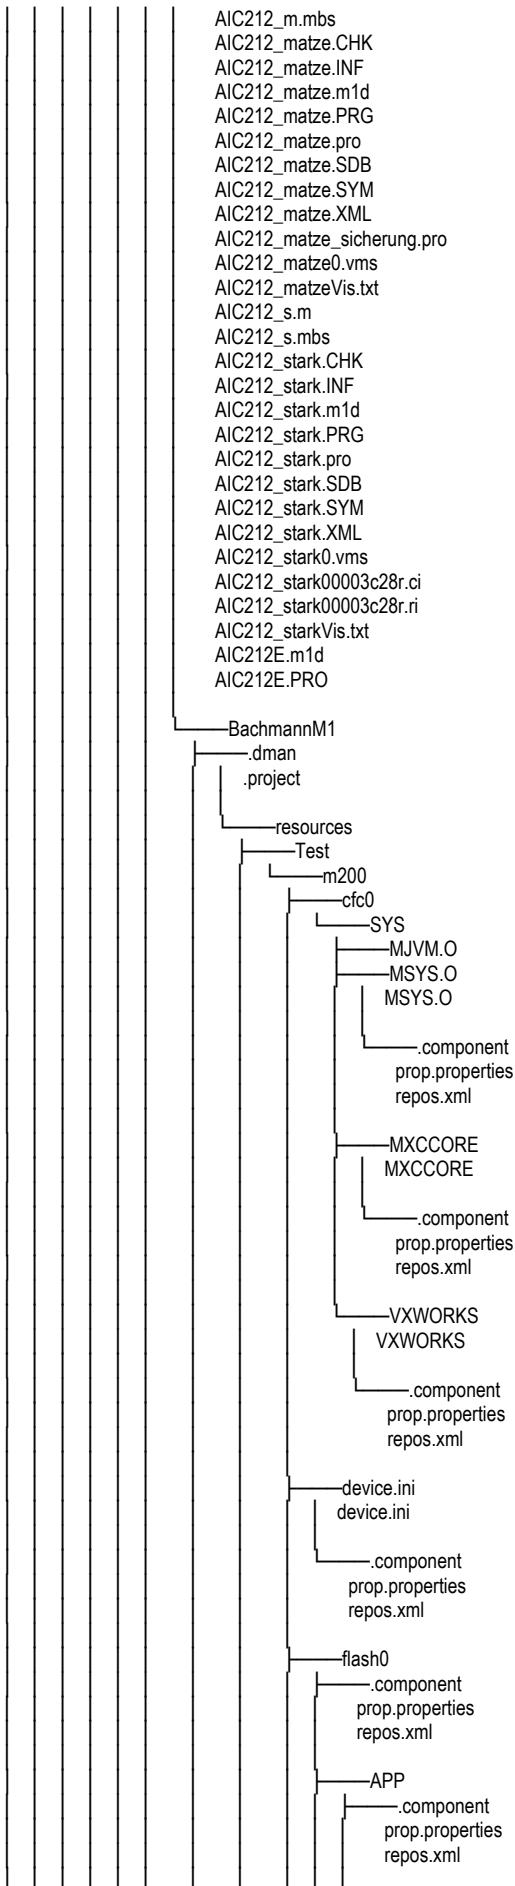 AIC212_m.mbs
AIC212_matze.CHK
AIC212_matze.INF
AIC212_matze.m1d
AIC212_matze.PRG
AIC212_matze.pro
AIC212_matze.SDB
AIC212_matze.SYM
AIC212_matze.XML
AIC212_matze_sicherung.pro
AIC212_matze0.vms
AIC212_matzeVis.txt
AIC212_s.m
AIC212_s.mbs
AIC212_stark.CHK
AIC212_stark.INF
AIC212_stark.m1d
AIC212_stark.PRG
AIC212_stark.pro
AIC212_stark.SDB
AIC212_stark.SYM
AIC212_stark.XML
AIC212_stark0.vms
AIC212_stark00003c28r.ci
AIC212_stark00003c28r.ri
AIC212_starkVis.txt
AIC212E.m1d
AIC212E.PRO
BachmannM1
.dman
.project
resources
Test
m200
cfc0
SYS
MJVM.O
MSYS.O
MSYS.O
.component
prop.properties
repos.xml
MXCCORE
MXCCORE
.component
prop.properties
repos.xml
VXWORKS
VXWORKS
.component
prop.properties
repos.xml
device.ini
device.ini
.component
prop.properties
repos.xml
flash0
.component
prop.properties
repos.xml
APP
.component
prop.properties
repos.xml